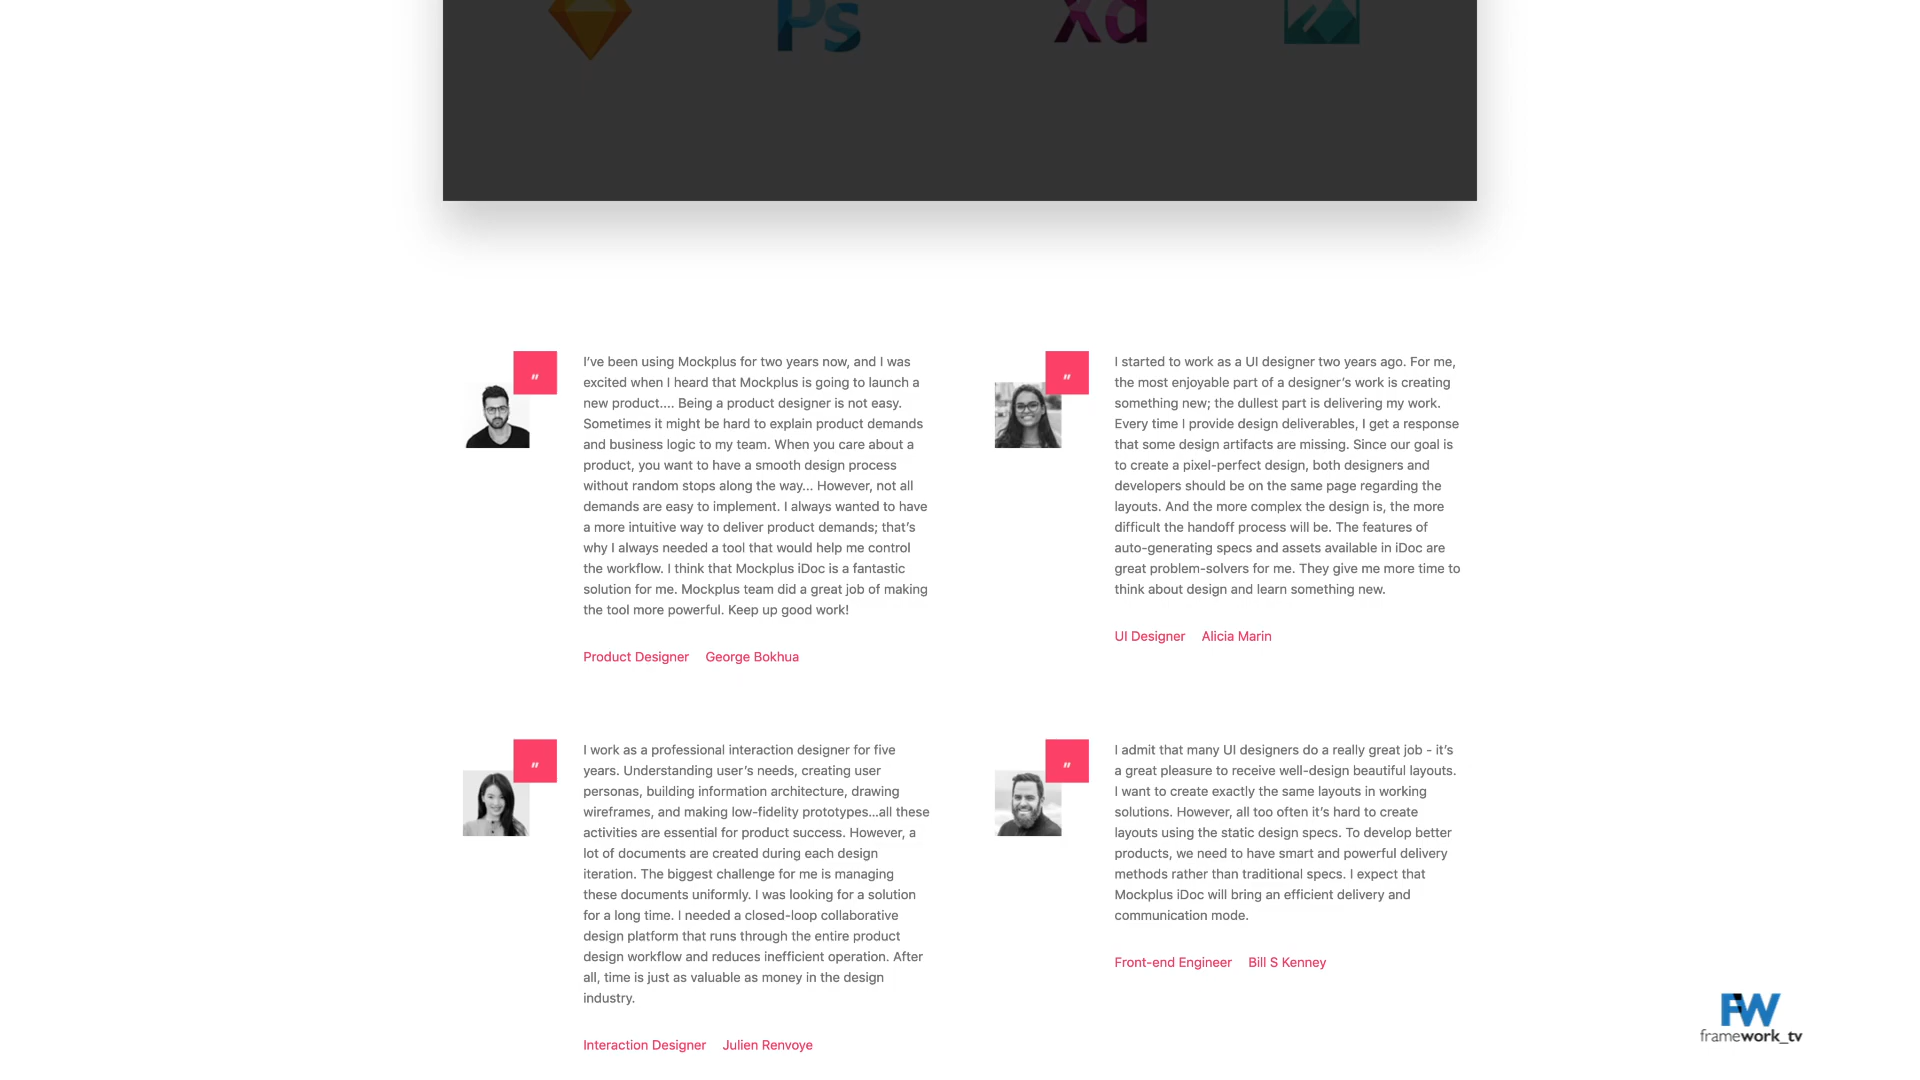 Ps
Xd
I’ve been using Mockplus for two years now, and I was
excited when I heard that Mockplus is going to launch a
new product.... Being a product designer is not easy.
Sometimes it might be hard to explain product demands
and business logic to my team. When you care about a
product, you want to have a smooth design process
without random stops along the way... However, not all
demands are easy to implement. I always wanted to have
a more intuitive way to deliver product demands; that’s
why I always needed a tool that would help me control
the workflow. I think that Mockplus iDoc is a fantastic
solution for me. Mockplus team did a great job of making
the tool more powerful. Keep up good work!
Product Designer George Bokhua
I started to work as a UI designer two years ago. For me,
the most enjoyable part of a designer’s work is creating
something new; the dullest part is delivering my work.
Every time I provide design deliverables, I get a response
that some design artifacts are missing. Since our goal is
to create a pixel-perfect design, both designers and
developers should be on the same page regarding the
layouts. And the more complex the design is, the more
difficult the handoff process will be. The features of
auto-generating specs and assets available in iDoc are
great problem-solvers for me. They give me more time to
think about design and learn something new.
UI Designer Alicia Marin
I work as a professional interaction designer for five
years. Understanding user’s needs, creating user
personas, building information architecture, drawing
wireframes, and making low-fidelity prototypes...all these
activities are essential for product success. However, a
lot of documents are created during each design
iteration. The biggest challenge for me is managing
these documents uniformly. I was looking for a solution
for a long time. I needed a closed-loop collaborative
design platform that runs through the entire product
design workflow and reduces inefficient operation. After
all, time is just as valuable as money in the design
industry.
Interaction Designer Julien Renvoye
I admit that many UI designers do a really great job - it’s
a great pleasure to receive well-design beautiful layouts.
I want to create exactly the same layouts in working
solutions. However, all too often it’s hard to create
layouts using the static design specs. To develop better
products, we need to have smart and powerful delivery
methods rather than traditional specs. I expect that
Mockplus iDoc will bring an efficient delivery and
communication mode.
Front-end Engineer Bill S Kenney
FW
framework_tv